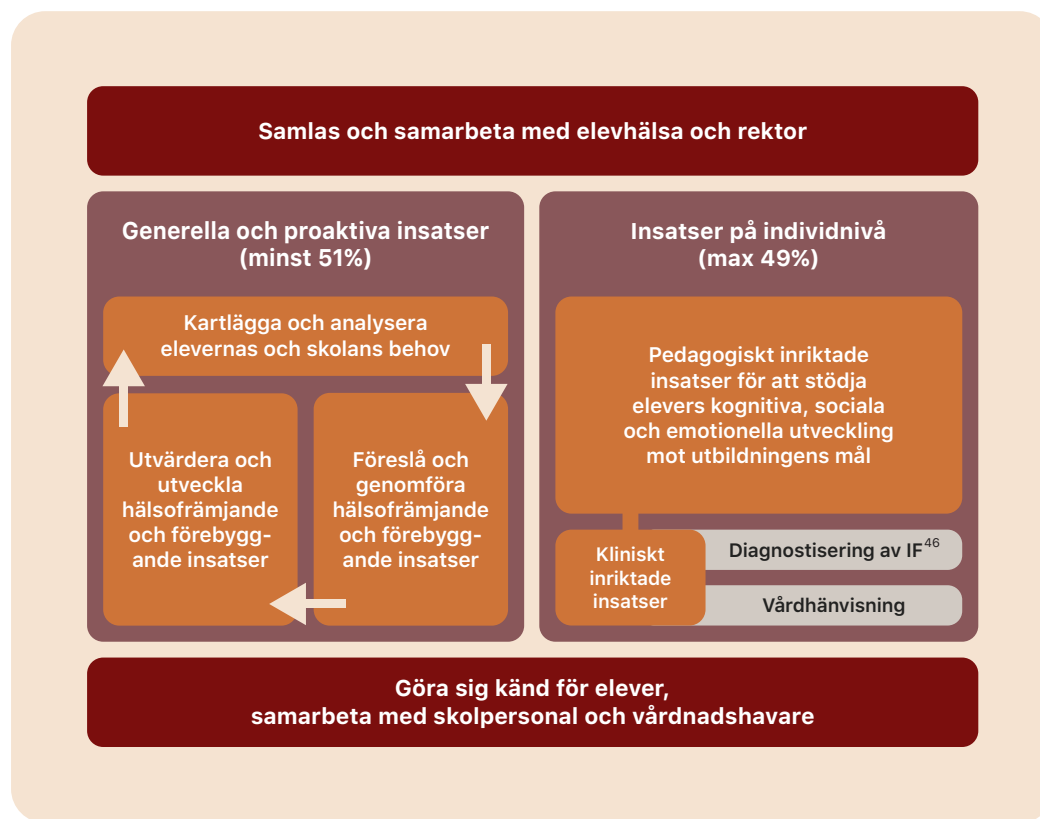 Samlas och samarbeta med elevhälsa och rektor
Generella och proaktiva insatser
(minst 51%)
Kartlägga och analysera
elevernas och skolans behov
Utvärdera och
utveckla
hälsofrämjande
och förebygg-
ande insatser
Föreslå och
genomföra
hälsofrämjande
och förebygg-
ande insatser
Insatser på individnivå
(max 49%)
Pedagogiskt inriktade
insatser för att stödja
elevers kognitiva, sociala
och emotionella utveckling
mot utbildningens mål
Kliniskt
inriktade
insatser
Diagnostisering av IF46
Vårdhänvisning
Göra sig känd för elever,
samarbeta med skolpersonal och vårdnadshavare